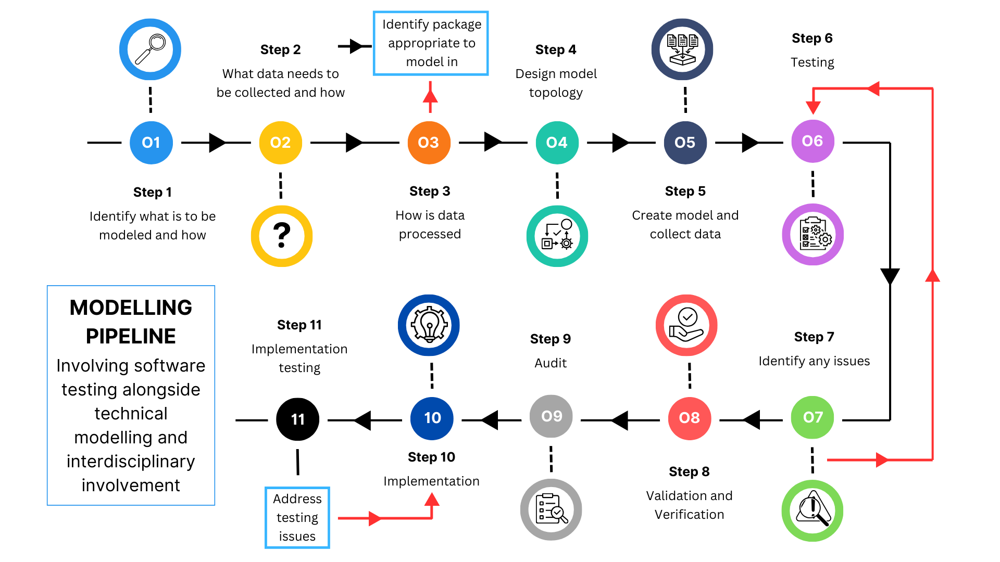 Identify package
appropriate to
model in
Step 2
What data needs to
be collected and how
Step 4
Design model
topology
Step 6
Testing
01
02
03
04
05
06
Step 1
Identify what is to be
modeled and how
?
Step 3
How is data
processed
Step 5
Create model and
collect data
MODELLING
PIPELINE
Involving software
testing alongside
technical
modelling and
interdisciplinary
involvement
Step 11
Implementation
testing
Step 9
Audit
Step 7
Identify any issues
11
10
09
08
07
Step 10
Implementation
Step 8
Validation and
Verification
Address
testing
issues